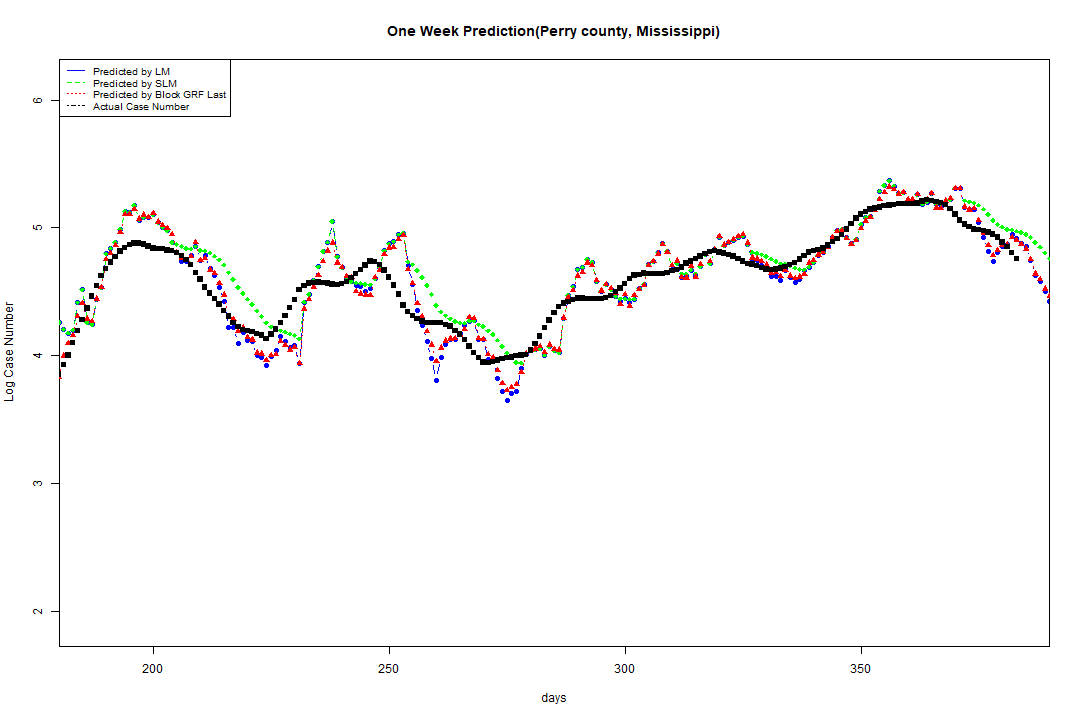 One Week Prediction(Perry county, Mississippi)
Predicted by LM
Predicted by SLM
Predicted by Block GRF Last
Actual Case Number
6
5
4
3
2
Log Case Number
200 250 300 350
days